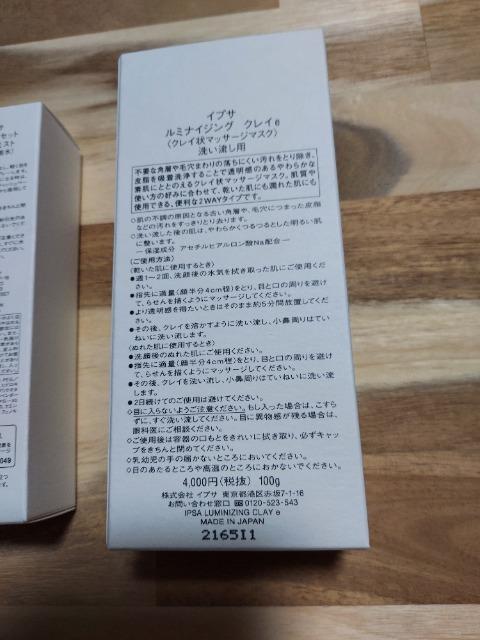 イプサ
ルミナイジング クレイe
(クレイ状マッサージマスク)
洗い流し用
不要な角層や毛穴まわりの落ちにくい汚れをとり除き、
皮脂を吸着洗浄することで透明感のあるやわらかな
素肌にととのえるクレイ状マッサージマスク。肌質や
使い方の好みに合わせて、乾いた肌にも濡れた肌にも
使用できる、便利な2WAYタイプです。
○肌の不調の原因となる古い角層や、毛穴につまった皮脂
などの汚れをすっきりとり去ります。
○洗い流した後の肌は、やわらかくつるつるとした明るい肌
に整います。
―保湿成分 アセチルヒアルロン酸Na配合―
〈ご使用方法〉
(乾いた肌に使用するとき)
●週1〜2回、洗顔後の水気を拭き取った肌にご使用くださ
い。
●指先に適量(顔半分4cm程)をとり、目と口の周りを避け
て、らせんを描くようにマッサージしてください。
●より透明感を得たいときはそのまま約5分間放置してく
ださい。
●その後、クレイを溶かすように洗い流し、小鼻周りはてい
ねいに洗い流します。
(ぬれた肌に使用するとき)
●洗顔後のぬれた肌にご使用ください。
●指先に適量(顔半分4cm程)をとり、目と口の周りを避け
て、らせんを描くようにマッサージしてください。
●その後、クレイを洗い流し、小鼻周りはていねいに洗い流
します。
●2日続けてのご使用は避けてください。
●目に入らないようご注意ください。もし入った場合は、こすら
ずに、すぐ洗い流してください。目に異物感が残る場合は、
眼科医にご相談ください。
○ご使用後は容器の口もとをきれいに拭き取り、必ずキャッ
プをきちんと閉めてください。
◇乳幼児の手の届かないところにおいてください。
◇日のあたるところや高温のところにおかないでください。
4,000円(税抜) 100g
株式会社 イプサ 東京都港区南青山7-1-16
お問い合わせ窓口 0120-523-543
IPSA LUMINIZING CLAY e
MADE IN JAPAN
2165I1